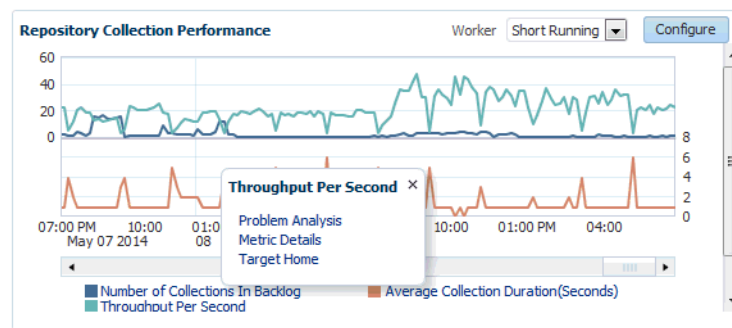 Repository Collection Performance
Worker Short Running Configure
60
40
20
0
8
6
4
2
0
Throughput Per Second ×
Problem Analysis
Metric Details
Target Home
07:00 PM 10:00 01:0 10:00 01:00 PM 04:00
May 07 2014 08
Number of Collections In Backlog Average Collection Duration(Seconds)
Throughput Per Second